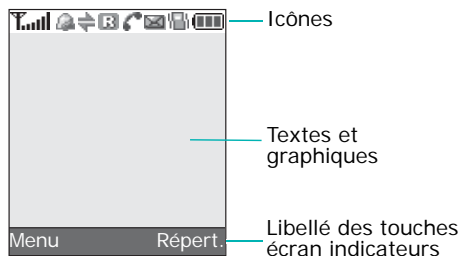 Icônes
Textes et
graphiques
Menu Répert.
Libellé des touches
écran indicateurs